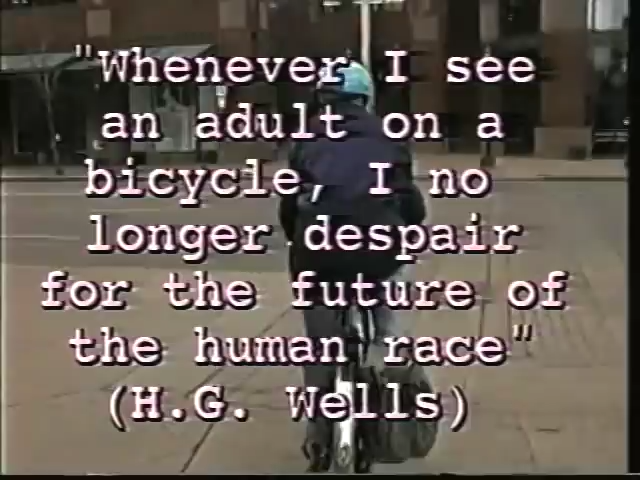 "Whenever I see
an adult on a
bicycle, I no
longer despair
for the future of
the human race"
(H.G. Wells)